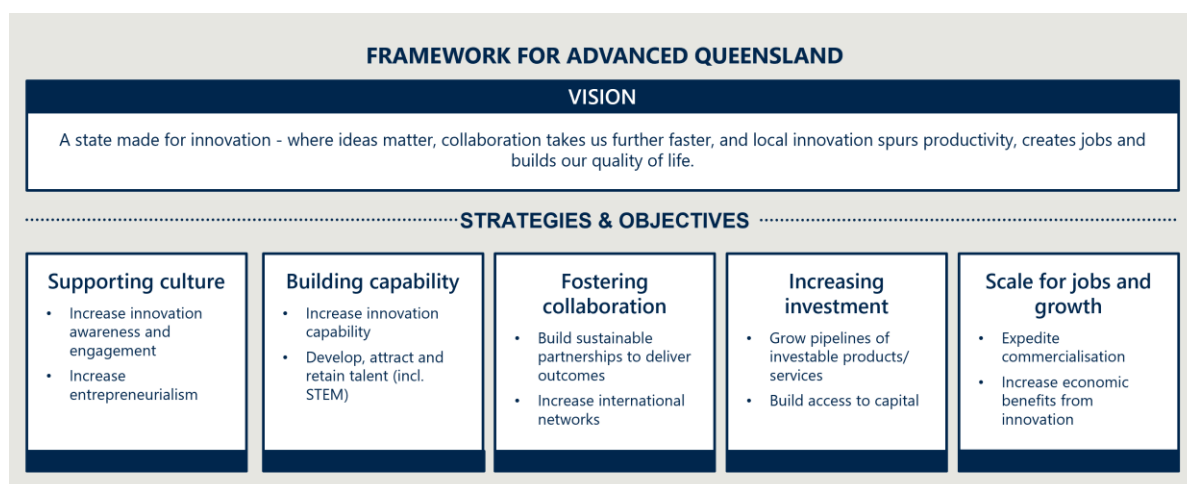 FRAMEWORK FOR ADVANCED QUEENSLAND
VISION
A state made for innovation - where ideas matter, collaboration takes us further faster, and local innovation spurs productivity, creates jobs and
builds our quality of life.
STRATEGIES & OBJECTIVES
Supporting culture
• Increase innovation
awareness and
engagement
• Increase
entrepreneurialism
Building capability
• Increase innovation
capability
• Develop, attract and
retain talent (incl.
STEM)
Fostering
collaboration
• Build sustainable
partnerships to deliver
outcomes
• Increase international
networks
Increasing
investment
• Grow pipelines of
investable products/
services
• Build access to capital
Scale for jobs and
growth
• Expedite
commercialisation
• Increase economic
benefits from
innovation